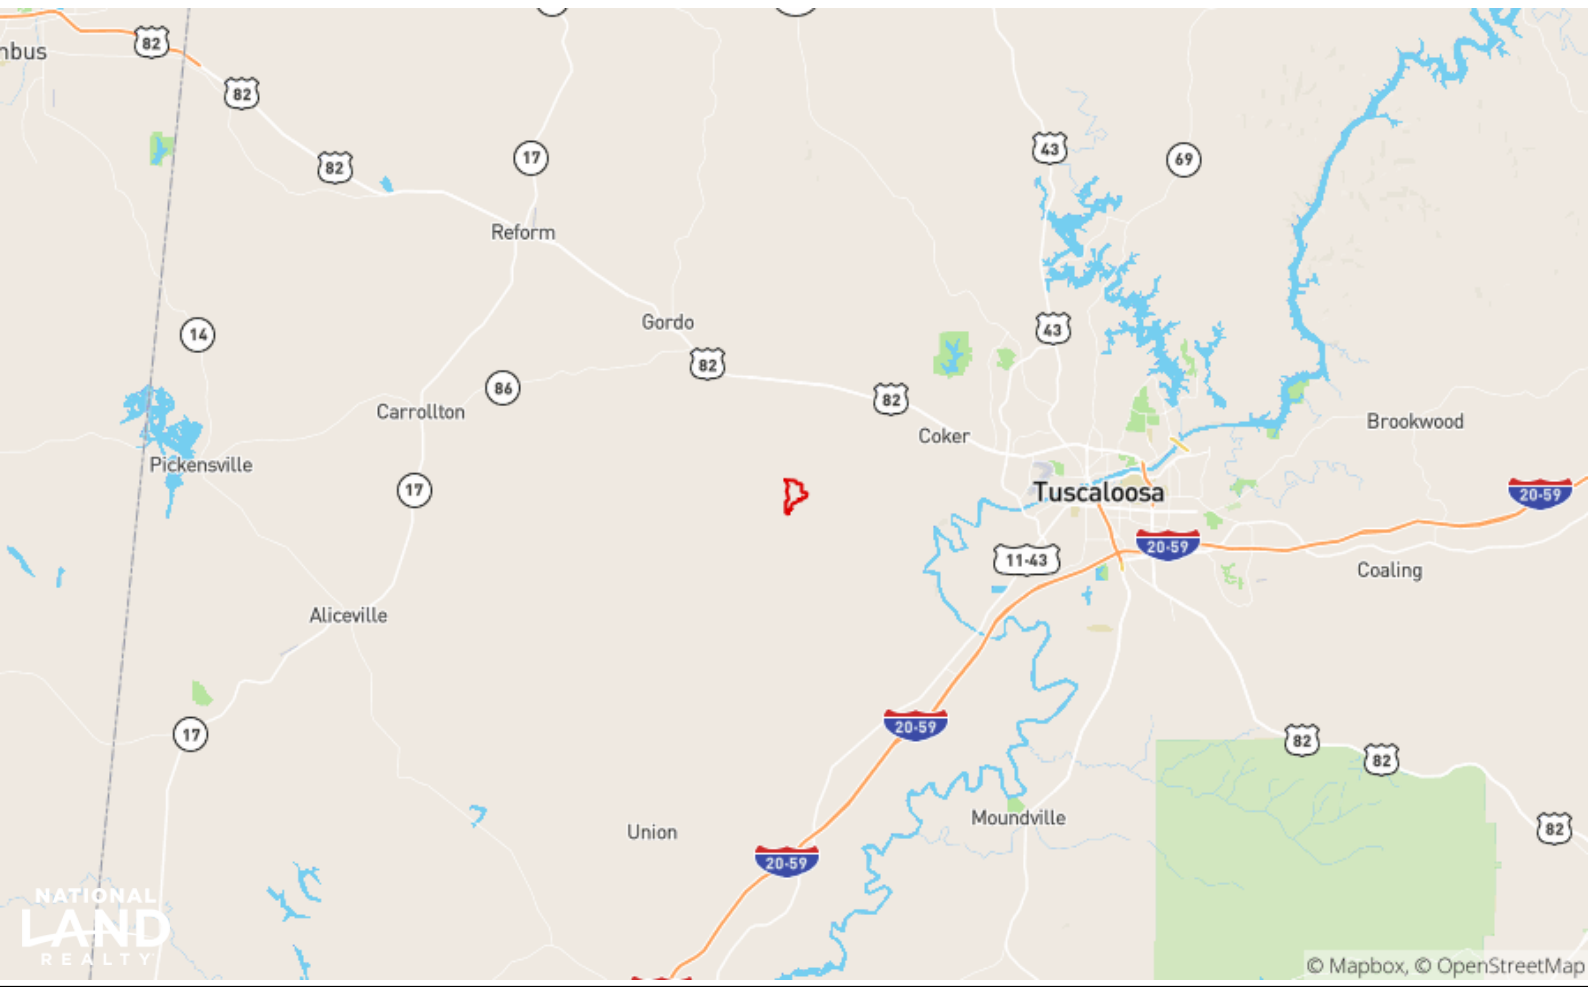 nbus
82
82
82
17
43
69
Reform
14
Gordo
43
82
86
82
Carrollton
Coker
Brookwood
Pickensville
17
Tuscaloosa
20-59
20-59
11-43
Coaling
Aliceville
20-59
17
82
82
Moundville
Union
82
20-59
NATIONAL
LAND
REALTY
© Mapbox, © OpenStreetMap